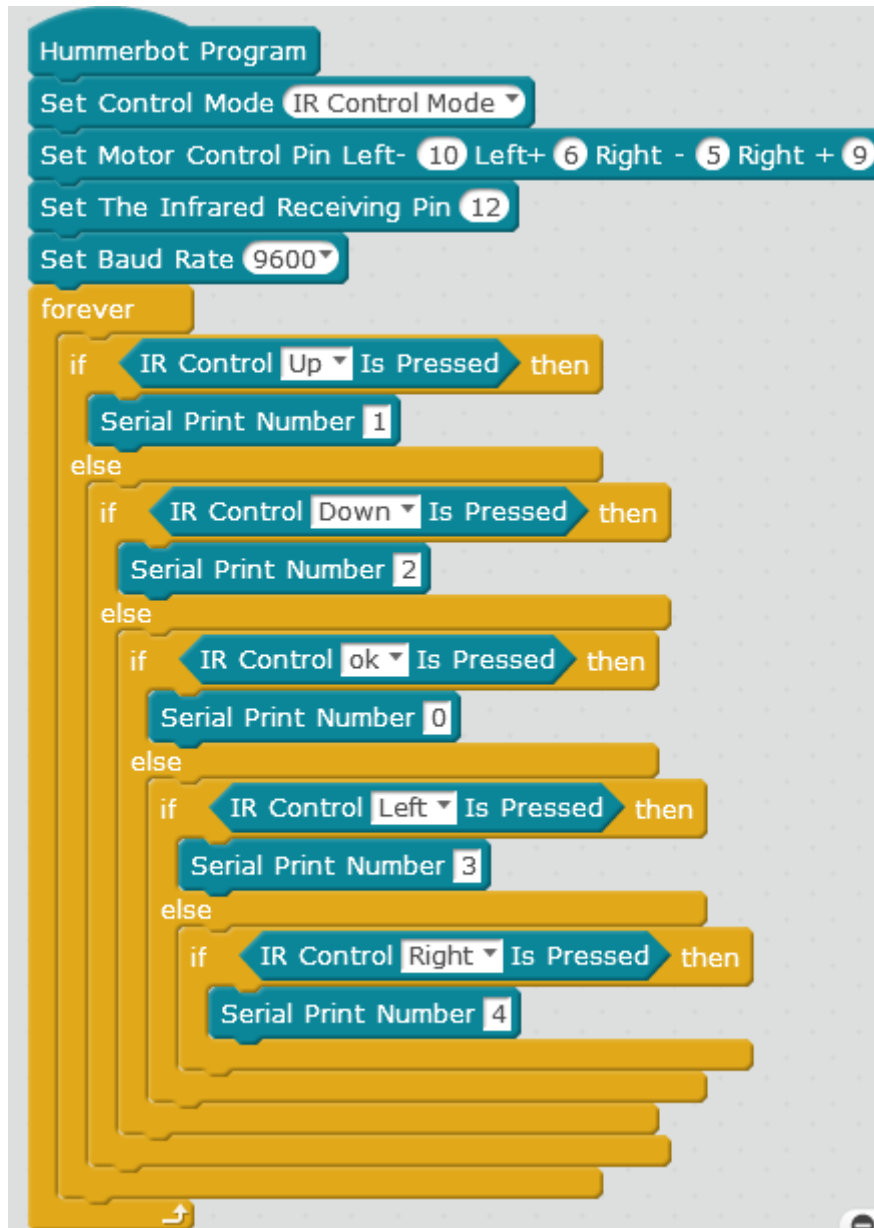 Hummerbot Program
Set Control Mode IR Control Mode
Set Motor Control Pin Left- 10 Left+ 6 Right - 5 Right + 9
Set The Infrared Receiving Pin 12
Set Baud Rate 9600
forever
if IR Control Up Is Pressed then
Serial Print Number 1
else
if IR Control Down Is Pressed then
Serial Print Number 2
else
if IR Control ok Is Pressed then
Serial Print Number 0
else
if IR Control Left Is Pressed then
Serial Print Number 3
else
if IR Control Right Is Pressed then
Serial Print Number 4